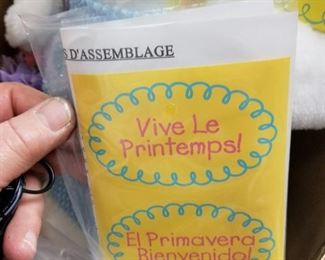 S D'ASSEMBLAGE
Vive Le
Printemps!
El Primavera
Bienvenido!